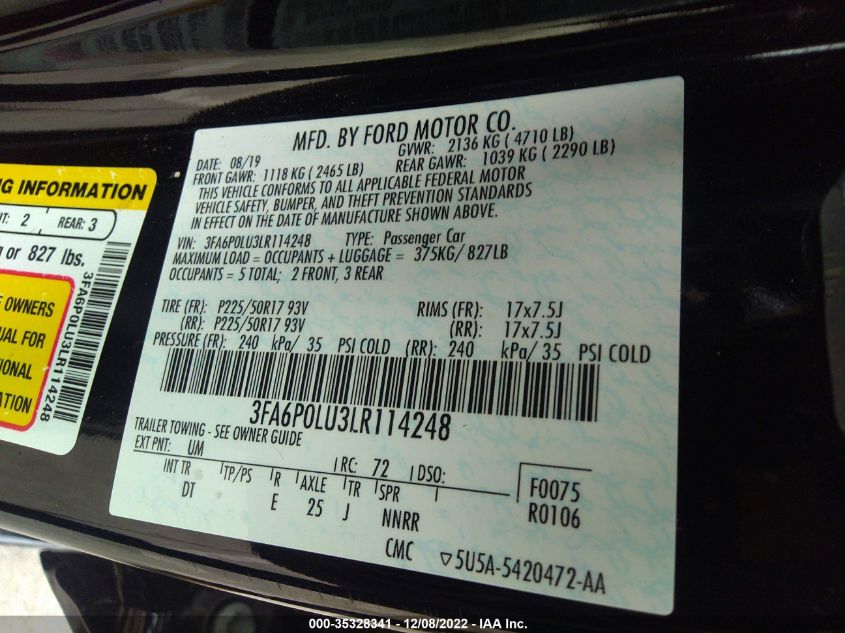 MFD. BY FORD MOTOR CO.
DATE: 08/19 GVWR: 2136 KG ( 4710 LB)
FRONT GAWR: 1118 KG ( 2465 LB) REAR GAWR: 1039 KG ( 2290 LB)
THIS VEHICLE CONFORMS TO ALL APPLICABLE FEDERAL MOTOR
VEHICLE SAFETY, BUMPER, AND THEFT PREVENTION STANDARDS
IN EFFECT ON THE DATE OF MANUFACTURE SHOWN ABOVE.
VIN: 3FA6P0LU3LR114248 TYPE: Passenger Car
MAXIMUM LOAD = OCCUPANTS + LUGGAGE = 375KG/ 827LB
OCCUPANTS = 5 TOTAL; 2 FRONT, 3 REAR
TIRE (FR): P225/50R17 93V RIMS (FR): 17x7.5J
(RR): P225/50R17 93V (RR): 17x7.5J
PRESSURE (FR): 240 kPa/ 35 PSI COLD (RR): 240 kPa/ 35 PSI COLD
3FA6P0LU3LR114248
TRAILER TOWING - SEE OWNER GUIDE
EXT PNT: UM RC: 72 DSO:
INT TR TP/PS R AXLE TR SPR F0075
DT E 25 J NNRR R0106
CMC ▽5U5A-5420472-AA
INFORMATION
2 REAR: 3
or 827 lbs.
OWNERS
FOR
3FA6P0LU3LR114248
000-35328341 - 12/08/2022 - IAA Inc.